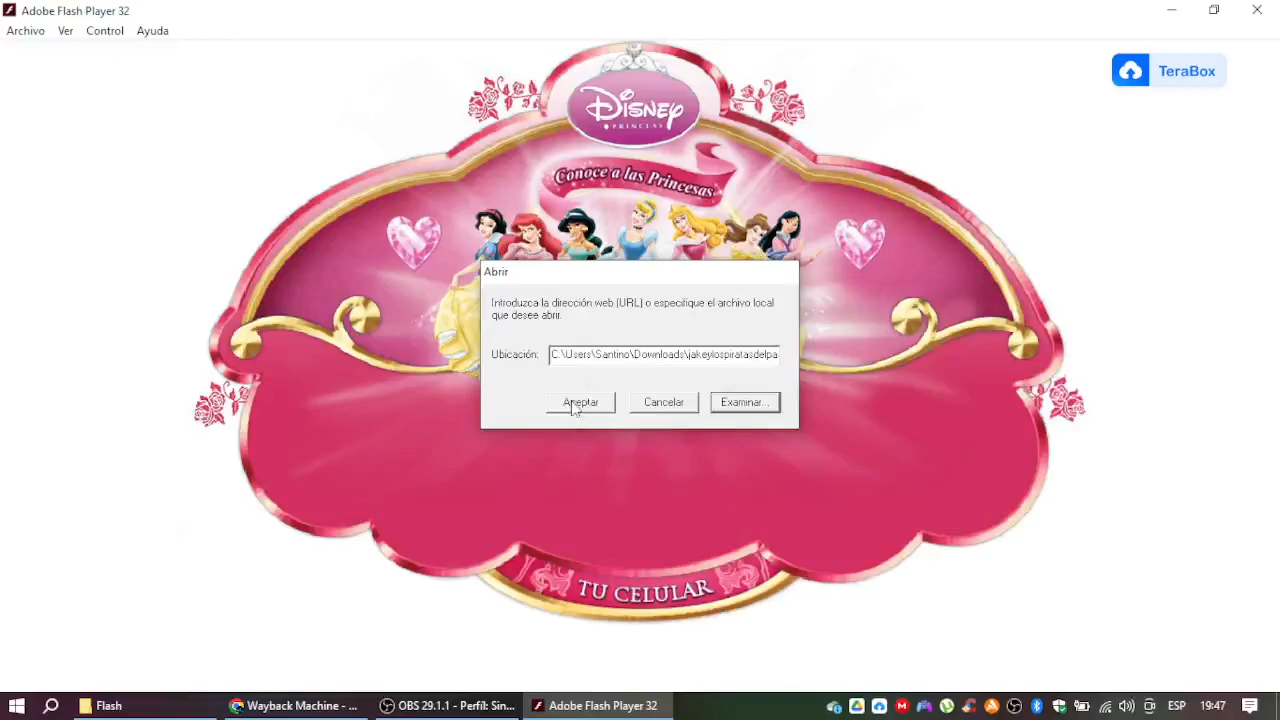 Adobe Flash Player 32
Archivo Ver Control Ayuda
TeraBox
Disney
PRINCESAS
Conoce a las Princesas
Abrir
Introduzca la dirección web (URL) o especifique el archivo local
que desee abrir.
Ubicación: C:\Users\Santino\Downloads\jakeylospiratasdelpa
Aceptar Cancelar Examinar...
TU CELULAR
Flash Wayback Machine - ... OBS 29.1.1 - Perfil: Sin... Adobe Flash Player 32 ESP 19:47